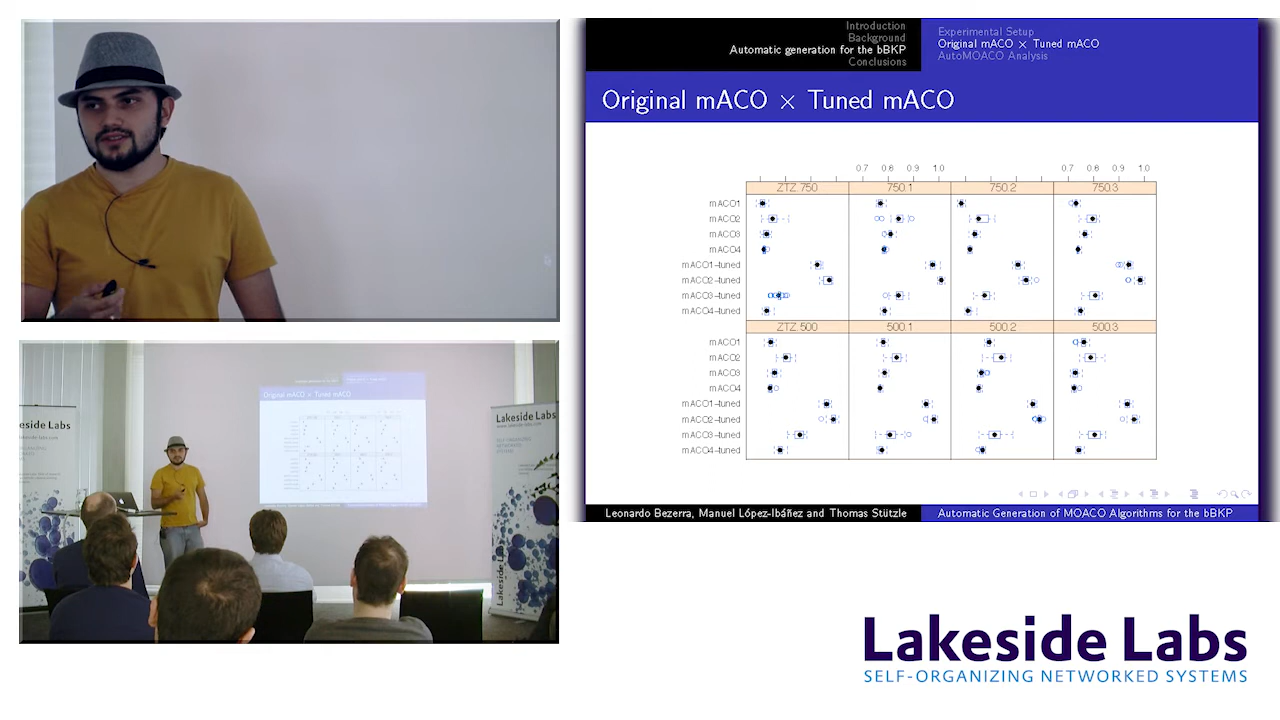 Introduction
Background
Automatic generation for the bBKP
Conclusions
Experimental Setup
Original mACO × Tuned mACO
AutoMOACO Analysis
Original mACO × Tuned mACO
0.7 0.8 0.9 1.0
0.7 0.8 0.9 1.0
ZTZ 750
750.1
750.2
750.3
mACO1
mACO2
mACO3
mACO4
mACO1-tuned
mACO2-tuned
mACO3-tuned
mACO4-tuned
ZTZ 500
500.1
500.2
500.3
mACO1
mACO2
mACO3
mACO4
mACO1-tuned
mACO2-tuned
mACO3-tuned
mACO4-tuned
Leonardo Bezerra, Manuel López-Ibáñez and Thomas Stützle
Automatic Generation of MOACO Algorithms for the bBKP
Original mACO × Tuned mACO
Lakeside Labs
Lakeside Labs
Lakeside Labs
SELF-ORGANIZING NETWORKED SYSTEMS